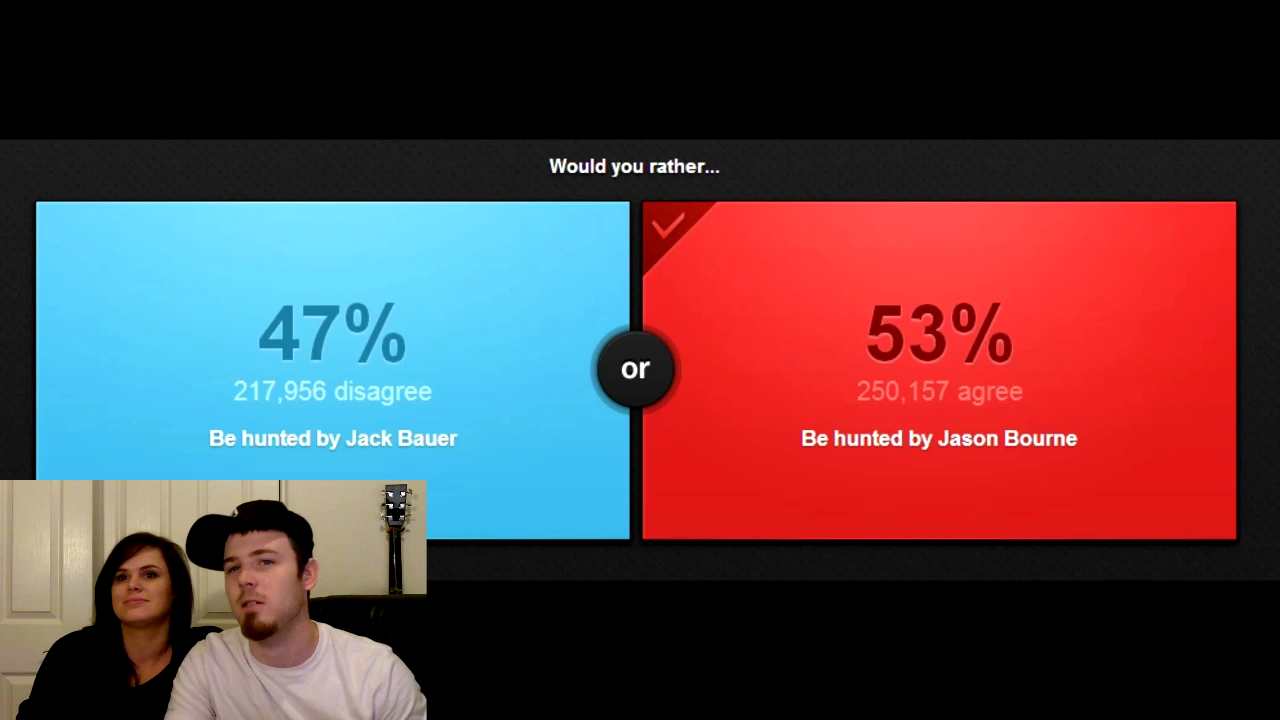 Would you rather...
47%
217,956 disagree
Be hunted by Jack Bauer
or
53%
250,157 agree
Be hunted by Jason Bourne